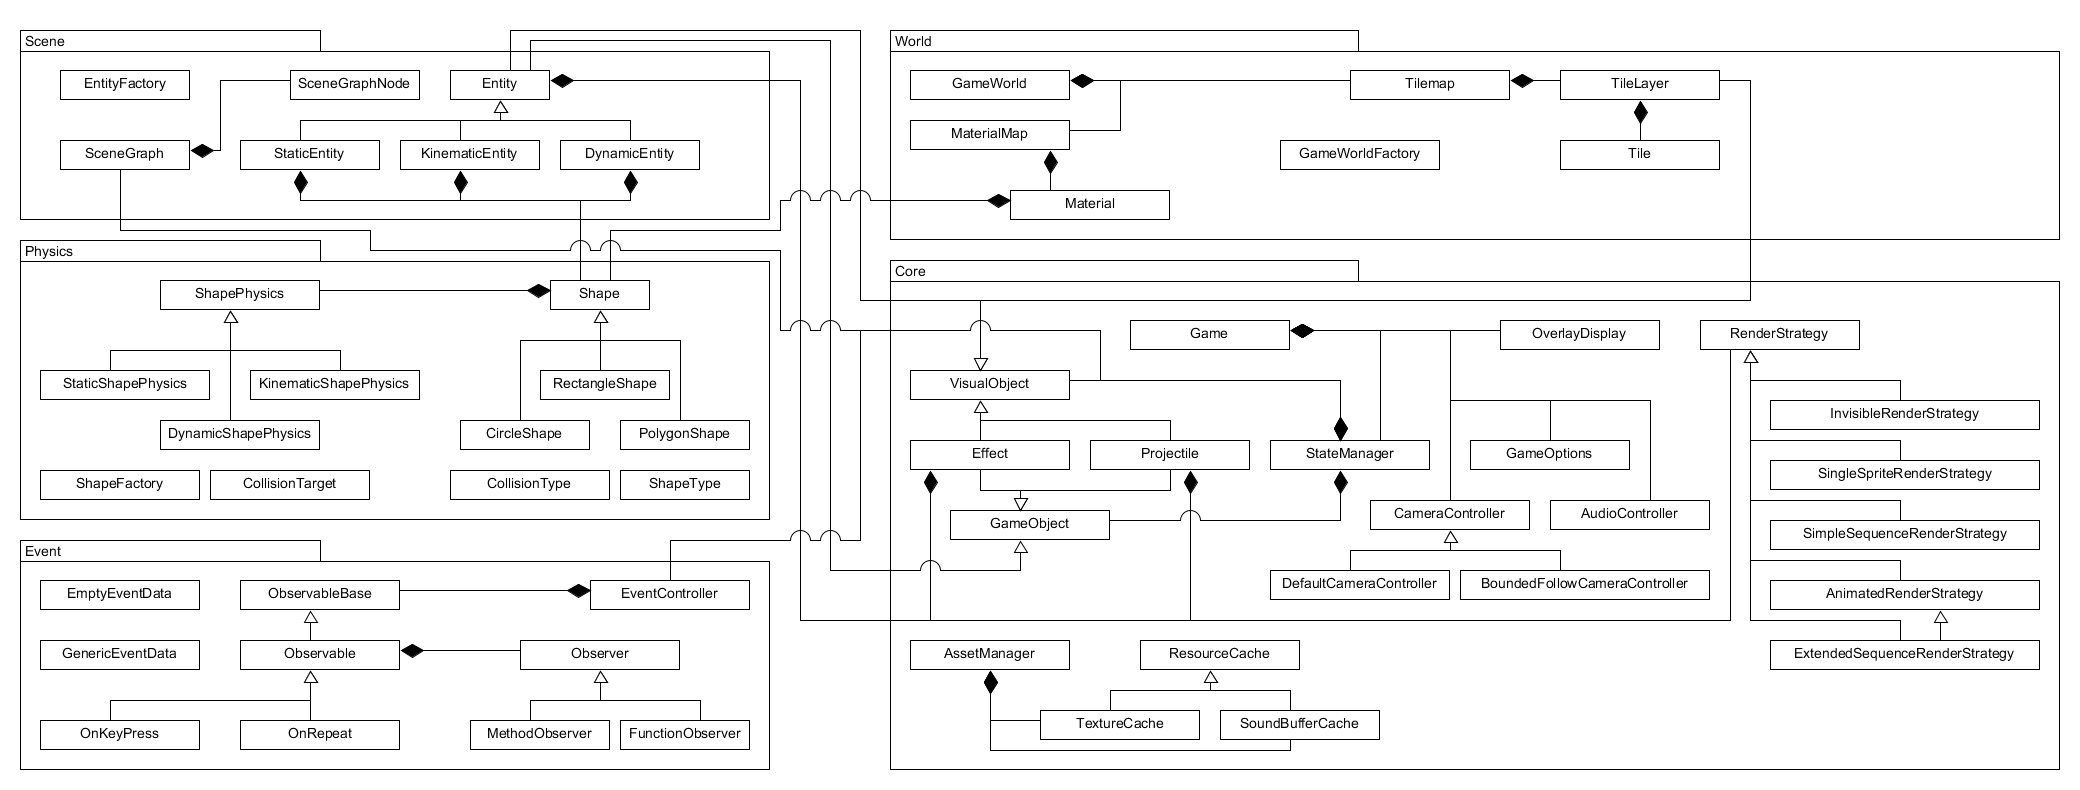 Scene
EntityFactory
SceneGraphNode
Entity
SceneGraph
StaticEntity
KinematicEntity
DynamicEntity
World
GameWorld
Tilemap
TileLayer
MaterialMap
GameWorldFactory
Tile
Material
Physics
ShapePhysics
Shape
StaticShapePhysics
KinematicShapePhysics
RectangleShape
DynamicShapePhysics
CircleShape
PolygonShape
ShapeFactory
CollisionTarget
CollisionType
ShapeType
Core
Game
OverlayDisplay
RenderStrategy
VisualObject
InvisibleRenderStrategy
Effect
Projectile
StateManager
GameOptions
SingleSpriteRenderStrategy
GameObject
CameraController
AudioController
SimpleSequenceRenderStrategy
DefaultCameraController
BoundedFollowCameraController
AnimatedRenderStrategy
AssetManager
ResourceCache
ExtendedSequenceRenderStrategy
TextureCache
SoundBufferCache
Event
EmptyEventData
ObservableBase
EventController
GenericEventData
Observable
Observer
OnKeyPress
OnRepeat
MethodObserver
FunctionObserver